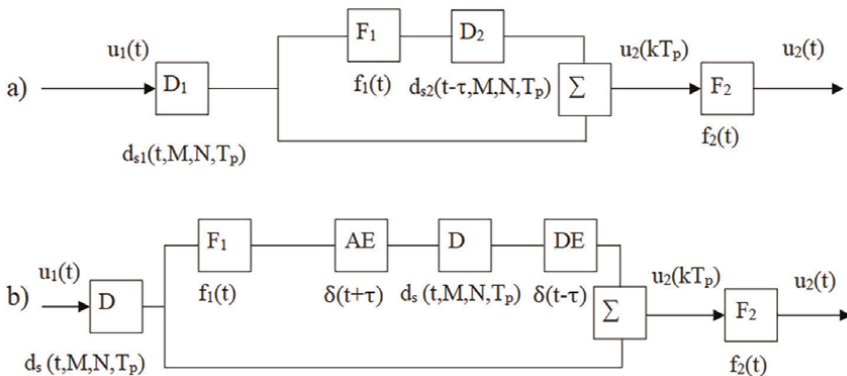 F₁ D₂
u₁(t) u₂(kTₚ) u₂(t)
a) D₁ f₁(t) dₛ₂(t-τ,M,N,Tₚ) Σ F₂
f₂(t)
dₛ₁(t,M,N,Tₚ)
F₁ AE D DE
u₁(t) u₂(kTₚ) u₂(t)
f₁(t) δ(t+τ) dₛ (t,M,N,Tₚ) δ(t-τ)
b) D Σ F₂
dₛ (t,M,N,Tₚ) f₂(t)